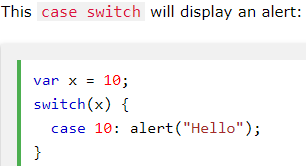 This case switch will display an alert:
var x = 10;
switch(x) {
  case 10: alert("Hello");
}